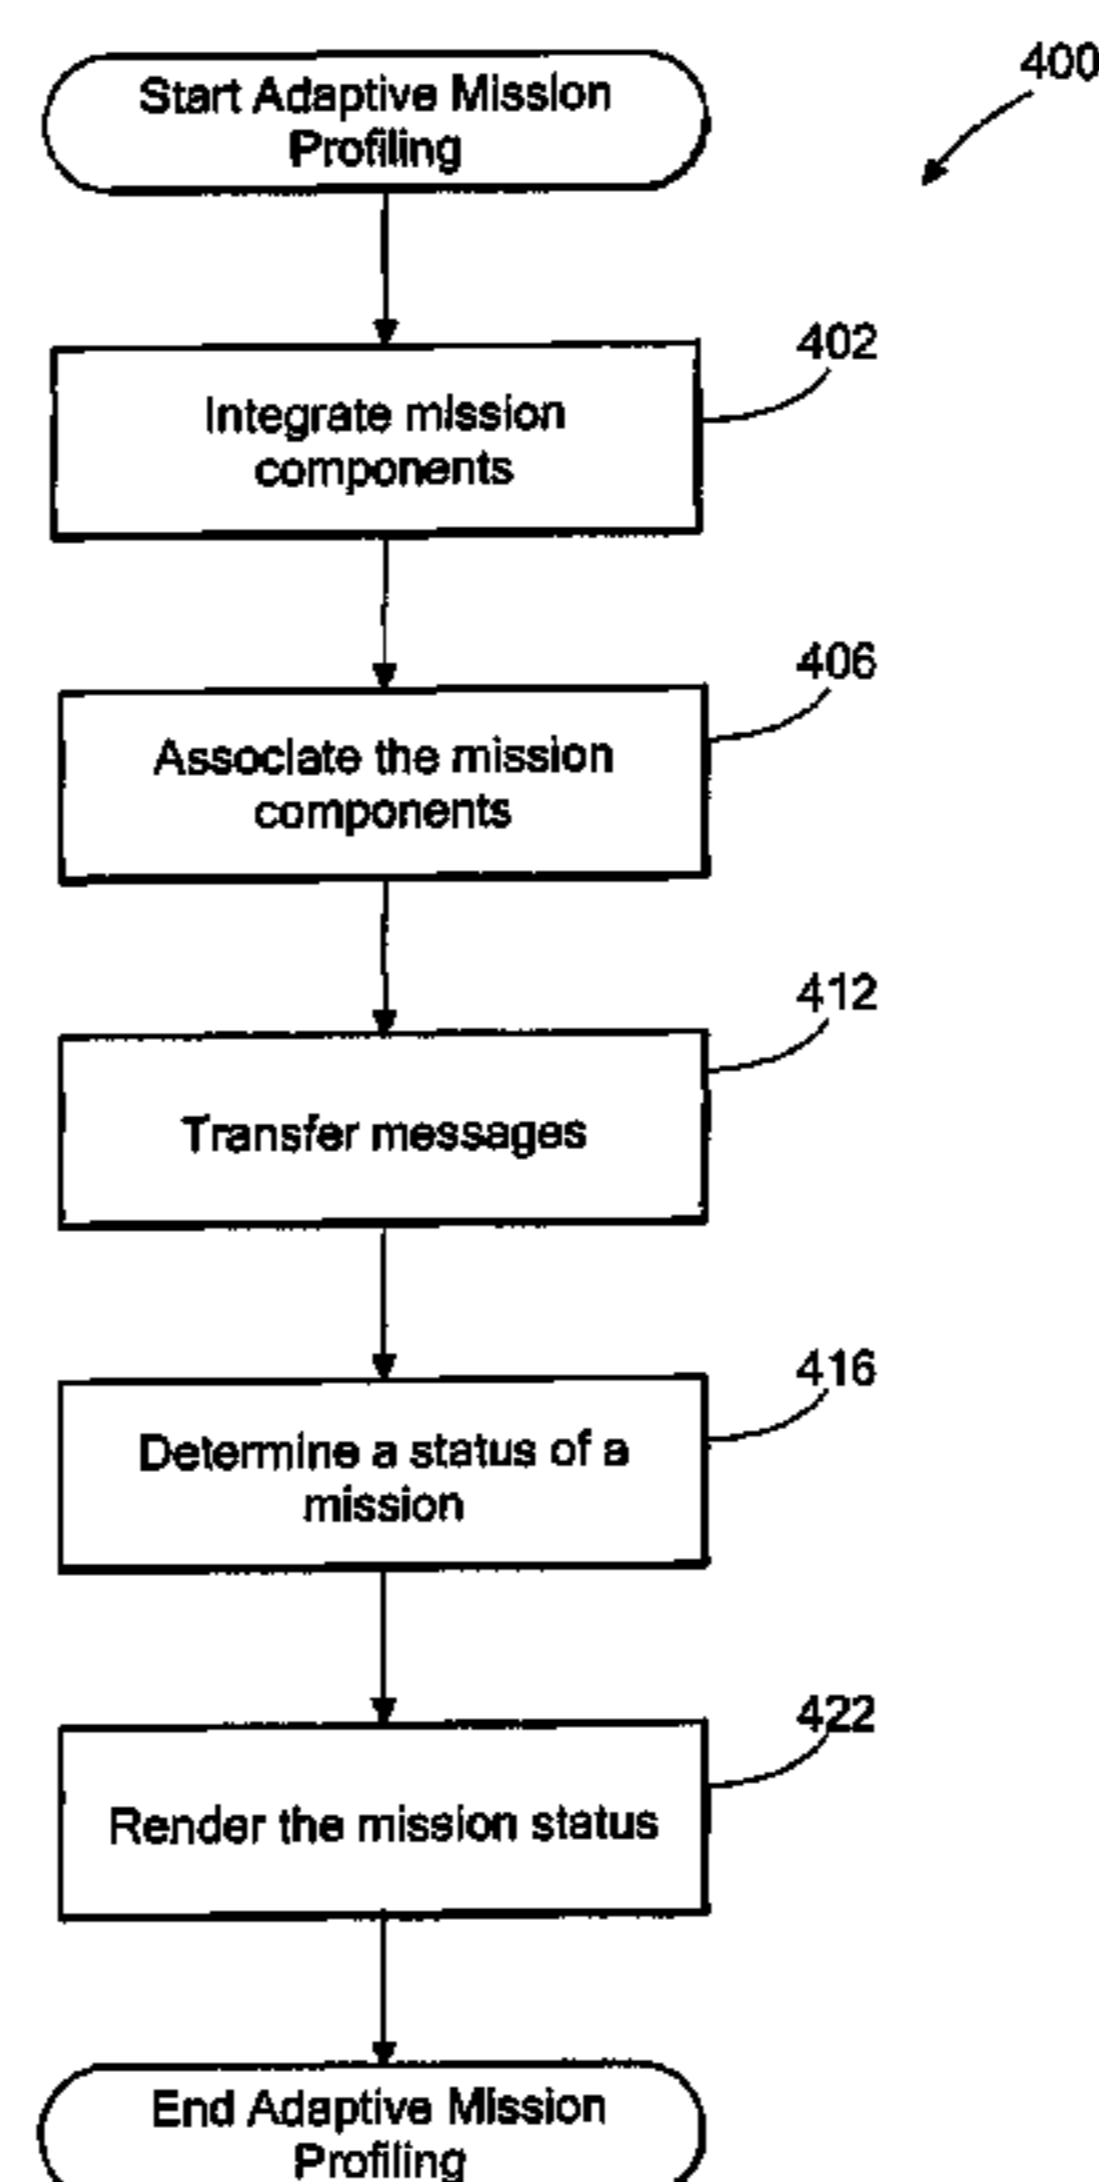 Start Adaptive Mission
Profiling
400
402
Integrate mission
components
406
Associate the mission
components
412
Transfer messages
416
Determine a status of a
mission
422
Render the mission status
End Adaptive Mission
Profiling